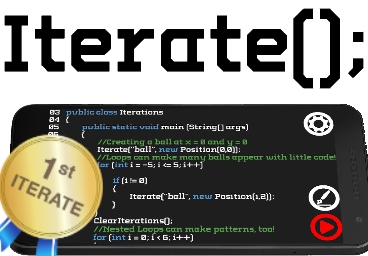 Iterate();
03 public class Iterations
04 {
05 public static void main (String[] args)
06 {
//Creating a ball at x = 0 and y = 0
Iterate("ball", new Position(0,0));
//Loops can make many balls appear with little code!
for (int i = -5; i <= 5; i++)
if (i != 0)
{
Iterate("ball", new Position(1,2));
}
ClearIterations();
//Nested Loops can make patterns, too!
for (int i = 0; i < 6; i++)
1st
ITERATE